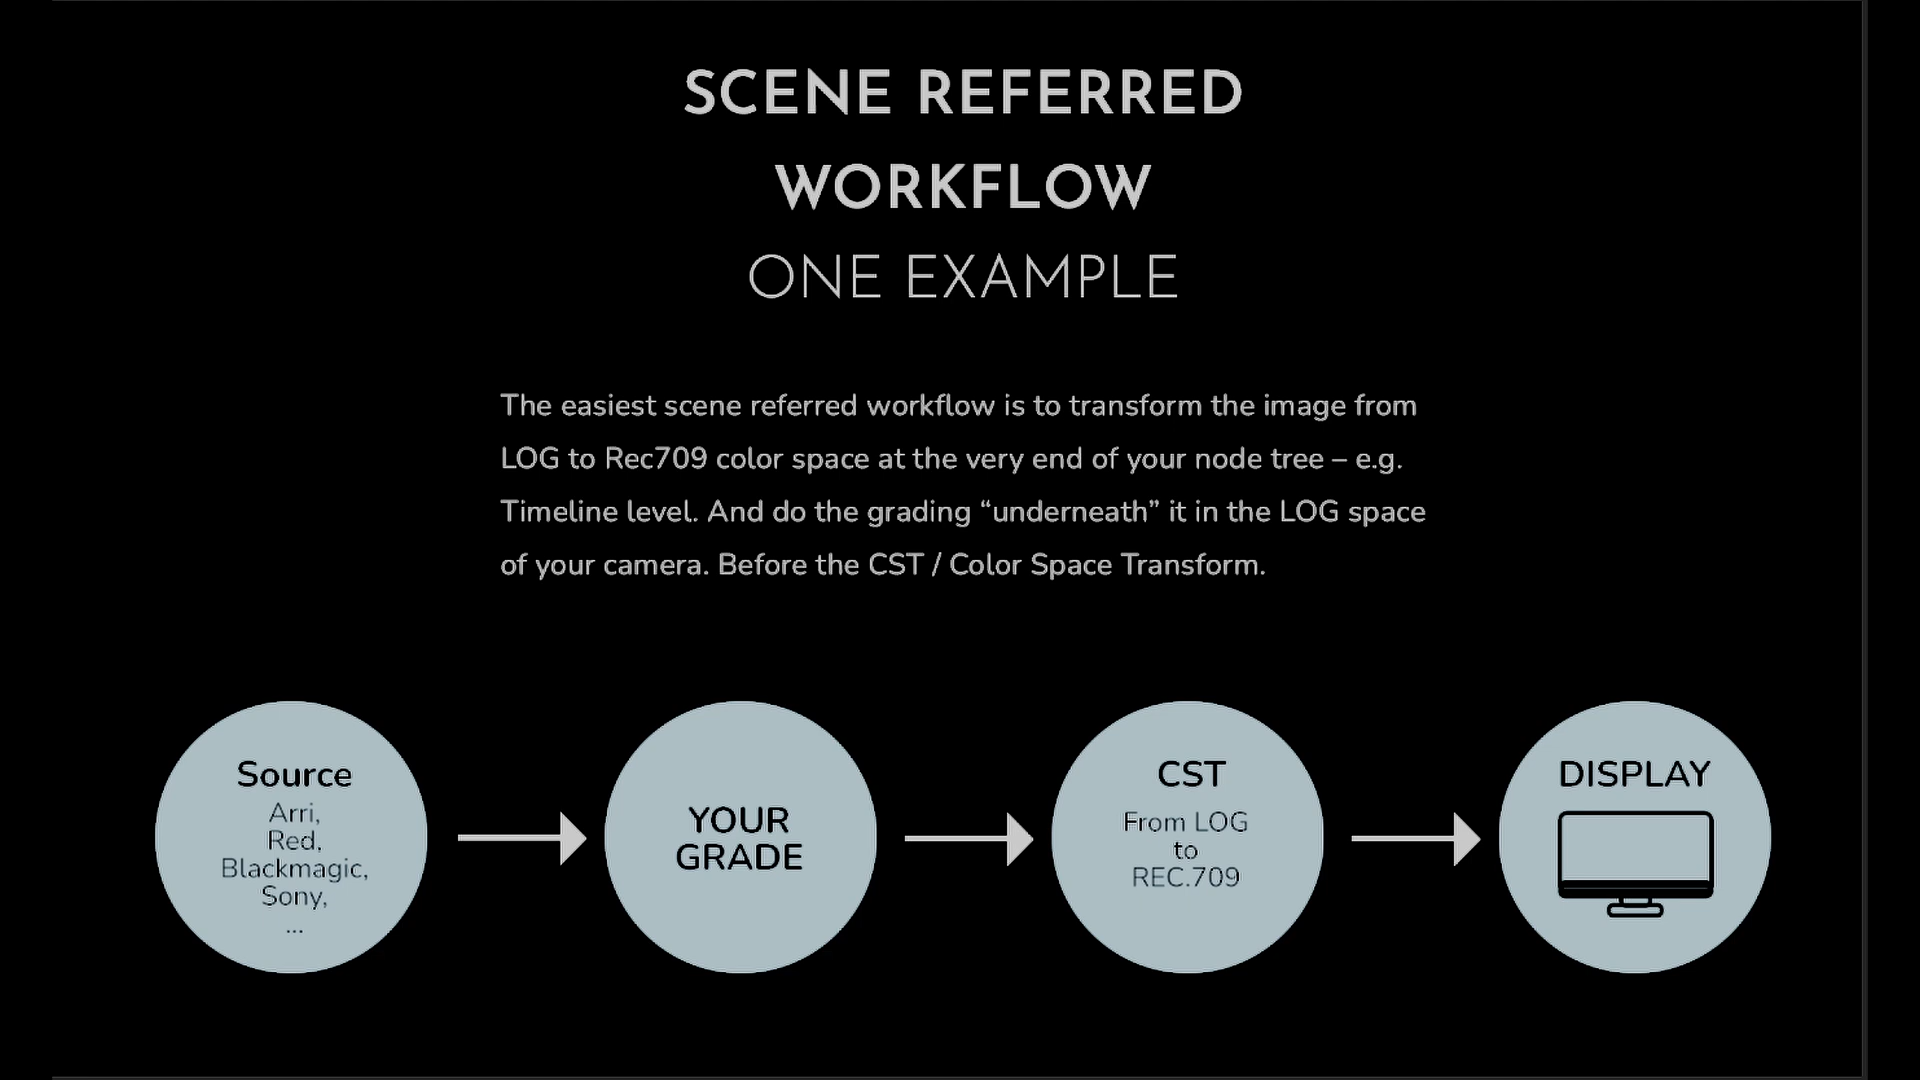 SCENE REFERRED
WORKFLOW
ONE EXAMPLE
The easiest scene referred workflow is to transform the image from
LOG to Rec709 color space at the very end of your node tree – e.g.
Timeline level. And do the grading “underneath” it in the LOG space
of your camera. Before the CST / Color Space Transform.
Source
Arri,
Red,
Blackmagic,
Sony,
...
YOUR
GRADE
CST
From LOG
to
REC.709
DISPLAY